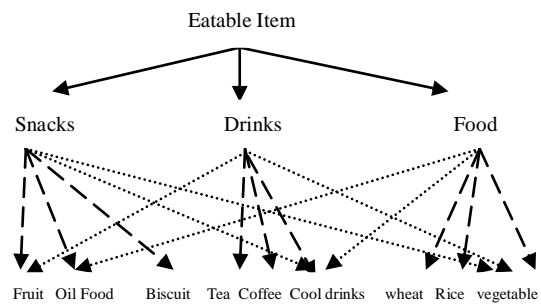 Eatable Item
Snacks Drinks Food
Fruit Oil Food Biscuit Tea Coffee Cool drinks wheat Rice vegetable